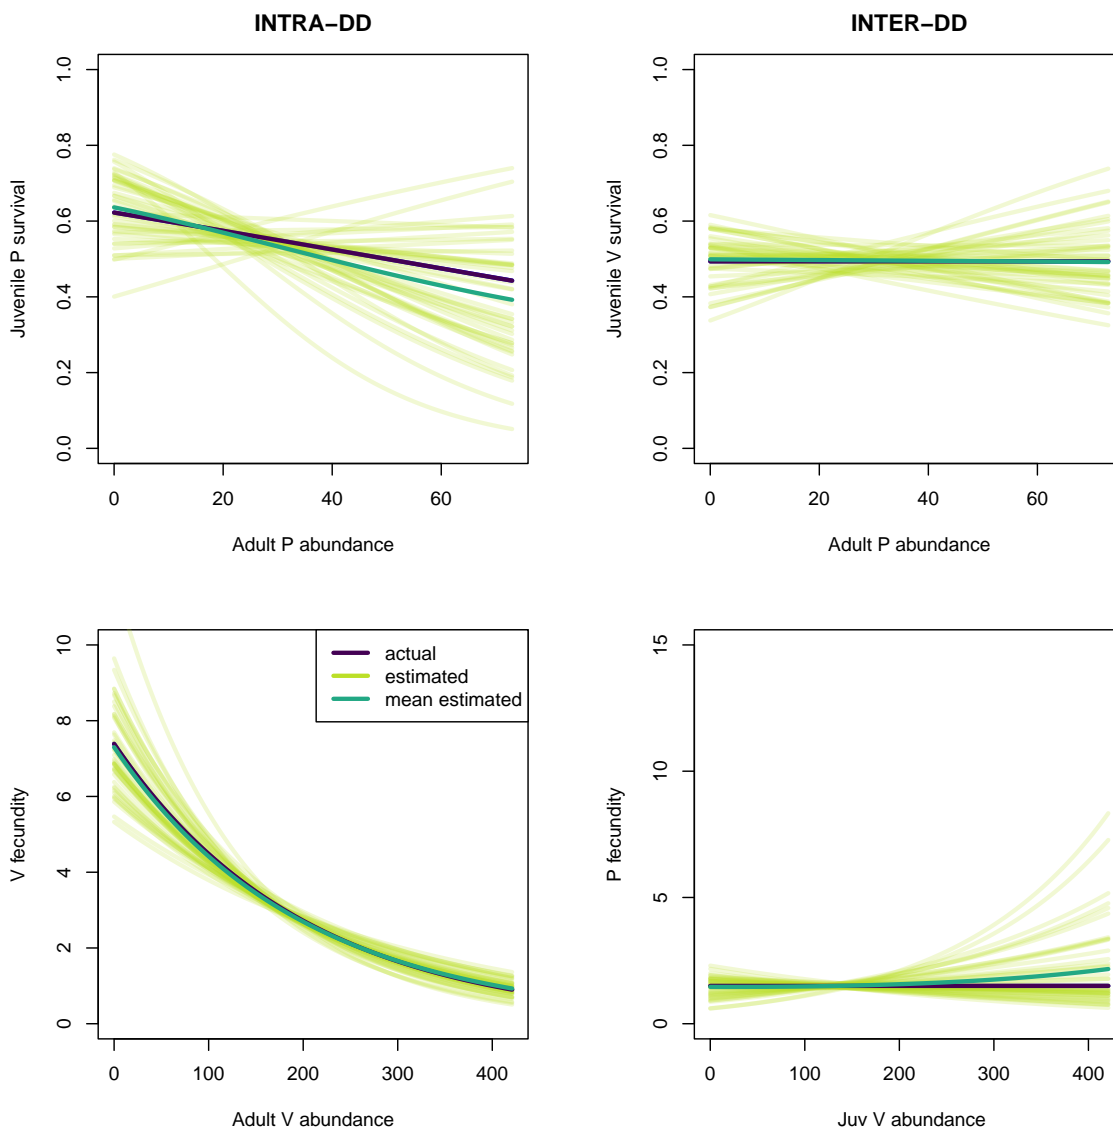 INTRA−DD
INTER−DD
Juvenile P survival
1.0
0.8
0.6
0.4
0.2
0.0
0 20 40 60
Adult P abundance
Juvenile V survival
1.0
0.8
0.6
0.4
0.2
0.0
0 20 40 60
Adult P abundance
V fecundity
10
8
6
4
2
0
actual
estimated
mean estimated
0 100 200 300 400
Adult V abundance
P fecundity
15
10
5
0
0 100 200 300 400
Juv V abundance